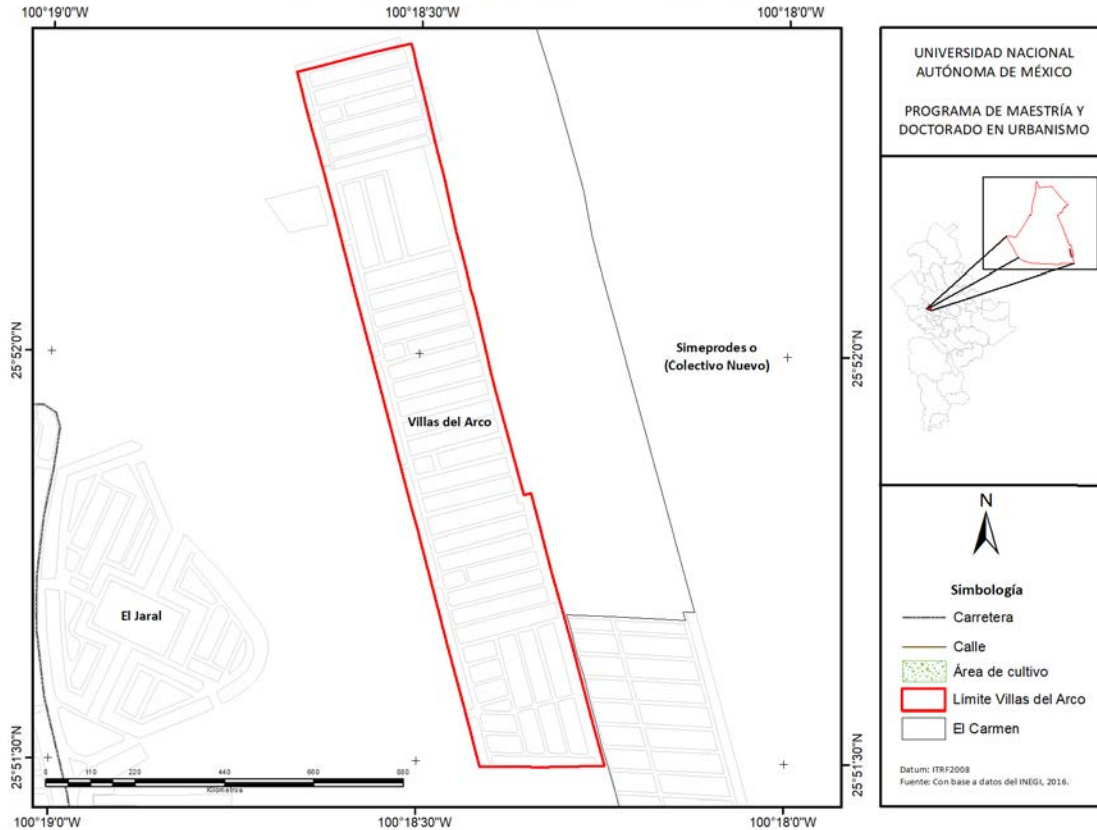 100°19'0"W
100°18'30"W
100°18'0"W
25°52'0"N
25°52'0"N
Simeprodes o
(Colectivo Nuevo)
Villas del Arco
El Jaral
25°51'30"N
25°51'30"N
0 110 220 440 660 880
Kilómetros
100°19'0"W
100°18'30"W
100°18'0"W
UNIVERSIDAD NACIONAL
AUTÓNOMA DE MÉXICO
PROGRAMA DE MAESTRÍA Y
DOCTORADO EN URBANISMO
N
Simbología
Carretera
Calle
Área de cultivo
Límite Villas del Arco
El Carmen
Datum: ITRF2008
Fuente: Con base a datos del INEGI, 2016.